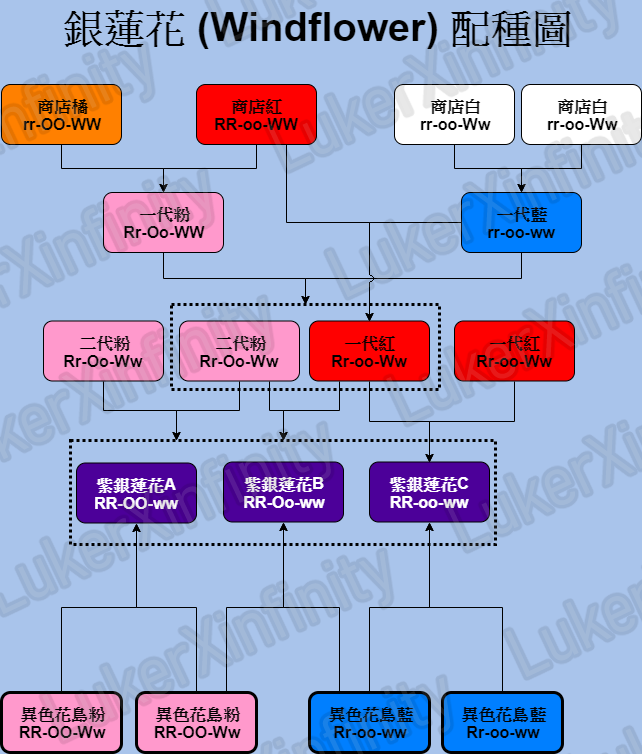 銀蓮花 (Windflower) 配種圖
商店橘
rr-OO-WW
商店紅
RR-oo-WW
商店白
rr-oo-Ww
商店白
rr-oo-Ww
一代粉
Rr-Oo-WW
一代藍
rr-oo-ww
二代粉
Rr-Oo-Ww
二代粉
Rr-Oo-Ww
一代紅
Rr-oo-Ww
一代紅
Rr-oo-Ww
紫銀蓮花A
RR-OO-ww
紫銀蓮花B
RR-Oo-ww
紫銀蓮花C
RR-oo-ww
異色花島粉
RR-OO-Ww
異色花島粉
RR-OO-Ww
異色花島藍
Rr-oo-ww
異色花島藍
Rr-oo-ww
LukerXinfinity